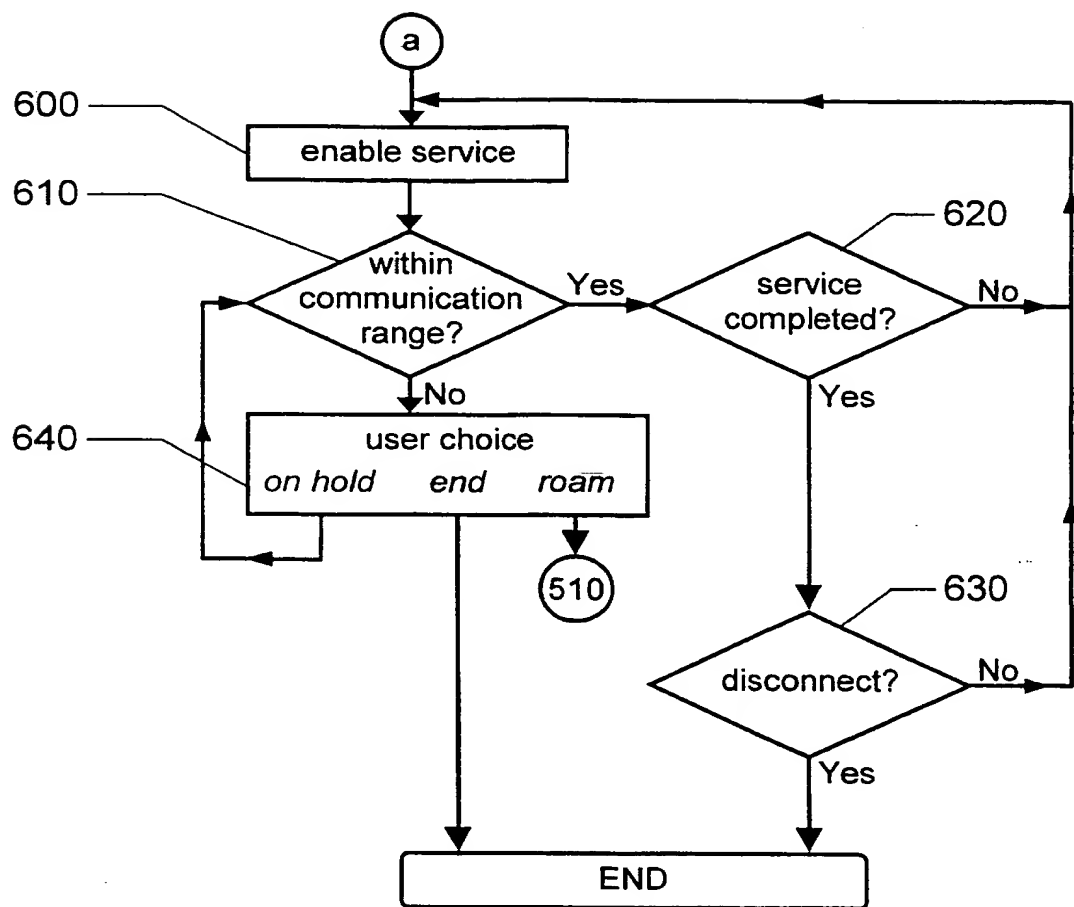 a
600
enable service
610
within
communication
range?
Yes
620
service
completed?
No
No
Yes
640
user choice
on hold end roam
510
630
disconnect?
No
Yes
END